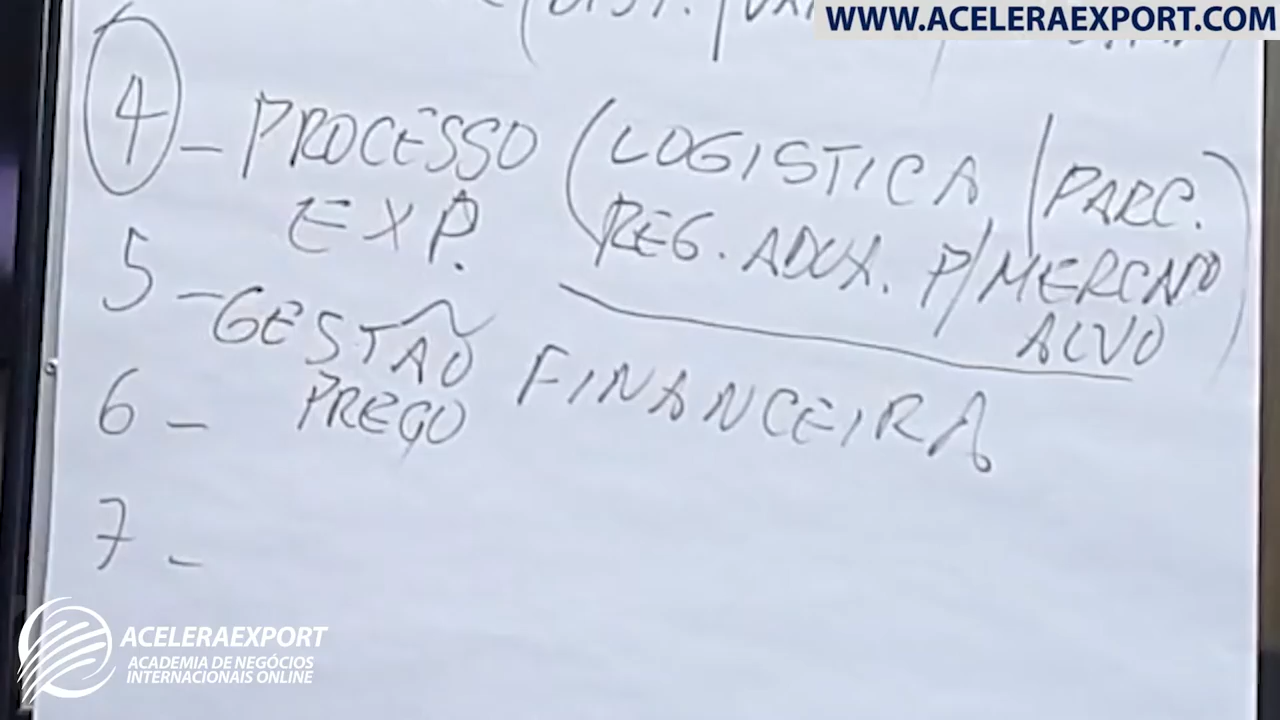 WWW.ACELERAEXPORT.COM
4 - PROCESSO (LOGISTICA, / PARC.
EXP. REG. ADUA. P/ MERCADO
ALVO)
5 - GESTÃO FINANCEIRA
6 - PREÇO
7 -
ACELERAEXPORT
ACADEMIA DE NEGÓCIOS
INTERNACIONAIS ONLINE